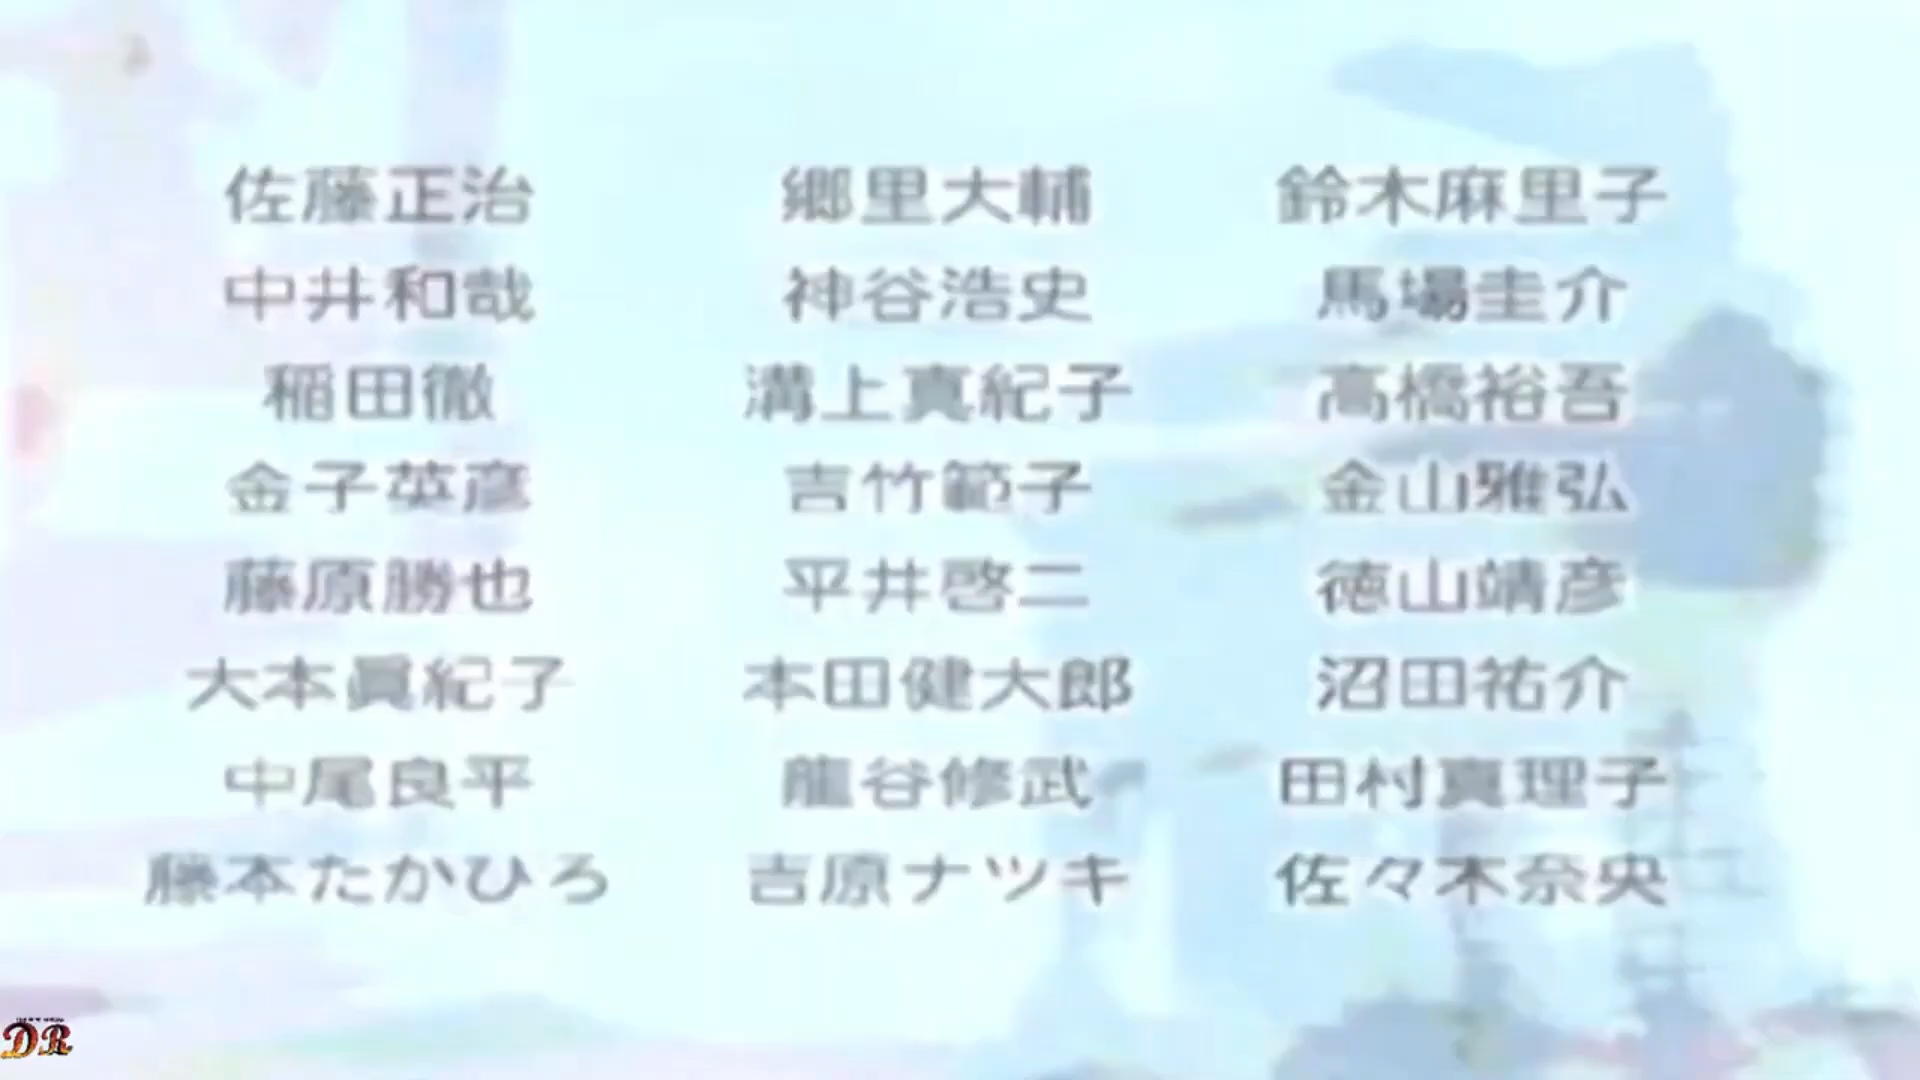 佐藤正治 郷里大輔 鈴木麻里子
中井和哉 神谷浩史 馬場圭介
稲田徹 溝上真紀子 高橋裕吾
金子英彦 吉竹範子 金山雅弘
藤原勝也 平井啓二 徳山靖彦
大本眞紀子 本田健太郎 沼田祐介
中尾良平 龍谷修武 田村真理子
藤本たかひろ 吉原ナツキ 佐々木奈央
DR